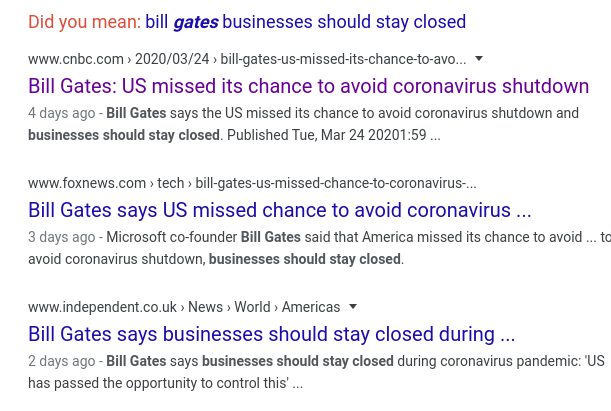 Did you mean: bill gates businesses should stay closed
www.cnbc.com › 2020/03/24 › bill-gates-us-missed-its-chance-to-avo...
Bill Gates: US missed its chance to avoid coronavirus shutdown
4 days ago - Bill Gates says the US missed its chance to avoid coronavirus shutdown and
businesses should stay closed. Published Tue, Mar 24 20201:59 ...
www.foxnews.com › tech › bill-gates-us-missed-chance-to-coronavirus-...
Bill Gates says US missed chance to avoid coronavirus ...
3 days ago - Microsoft co-founder Bill Gates said that America missed its chance to avoid ... to
avoid coronavirus shutdown, businesses should stay closed.
www.independent.co.uk › News › World › Americas
Bill Gates says businesses should stay closed during ...
2 days ago - Bill Gates says businesses should stay closed during coronavirus pandemic: 'US
has passed the opportunity to control this' ...